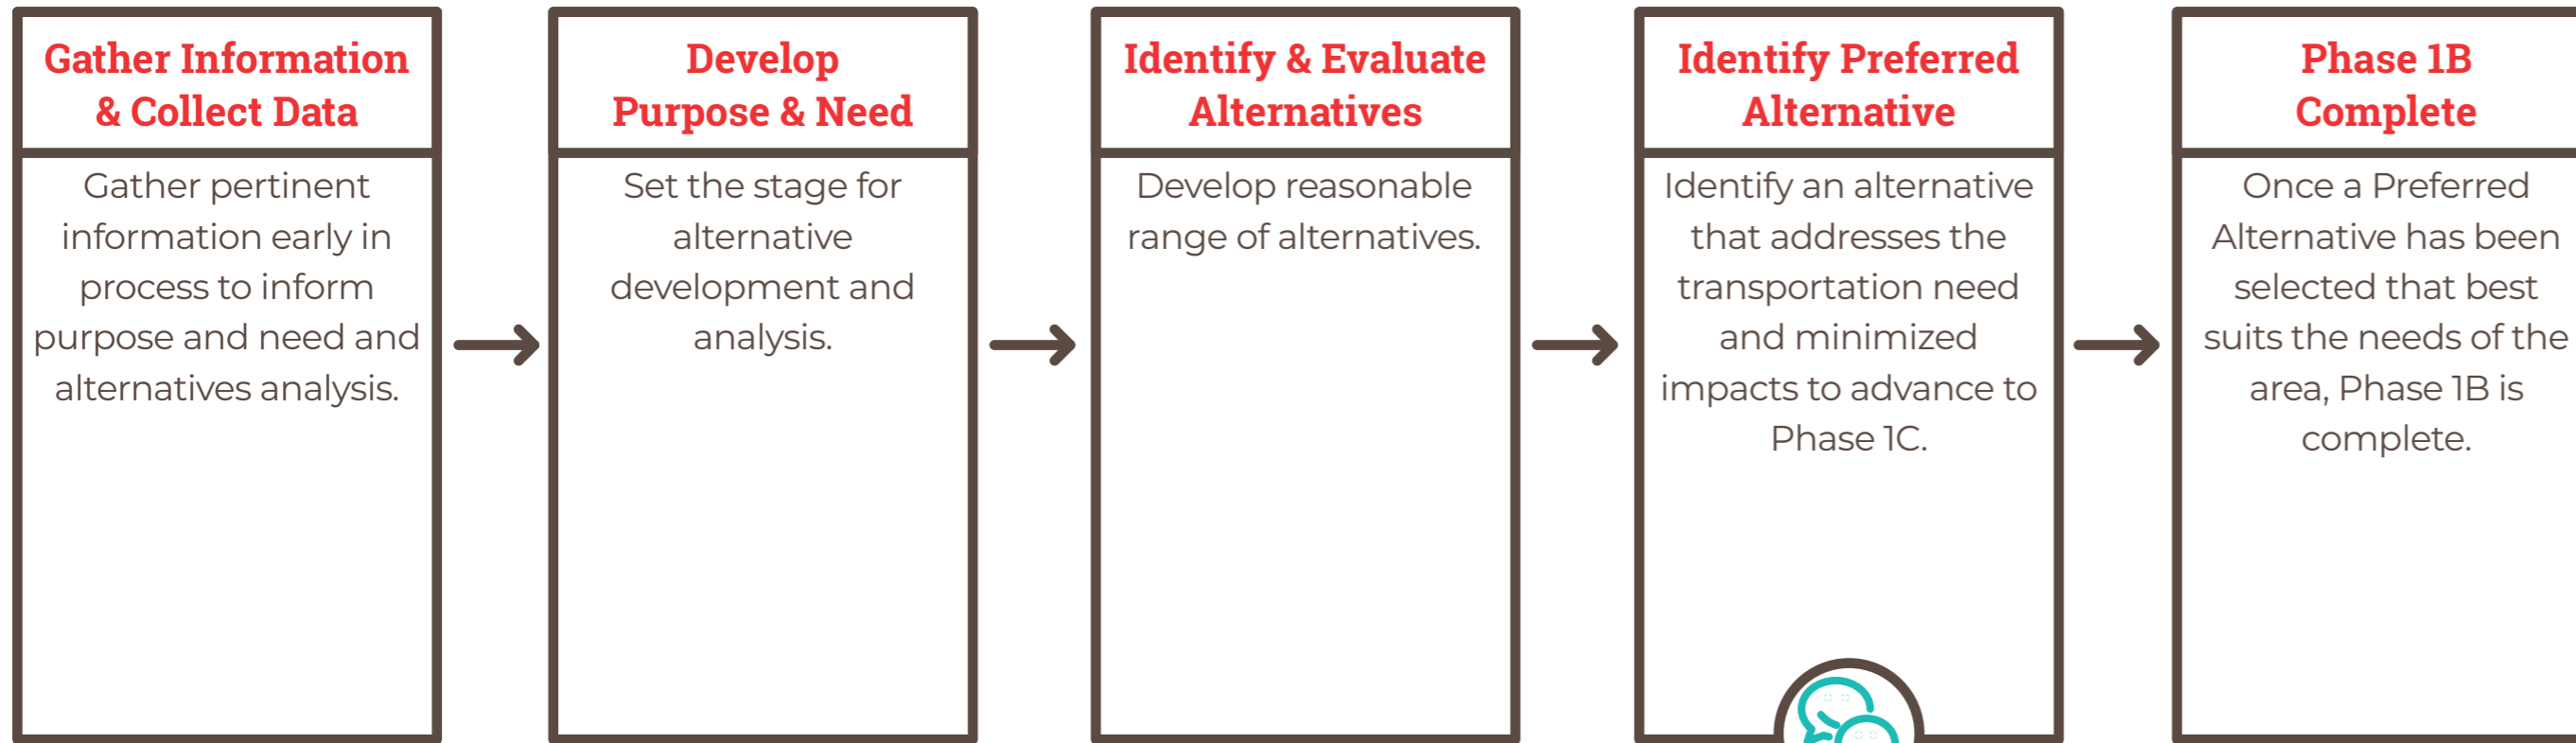 Gather Information
& Collect Data
Gather pertinent
information early in
process to inform
purpose and need and
alternatives analysis.
Develop
Purpose & Need
Set the stage for
alternative
development and
analysis.
Identify & Evaluate
Alternatives
Develop reasonable
range of alternatives.
Identify Preferred
Alternative
Identify an alternative
that addresses the
transportation need
and minimized
impacts to advance to
Phase 1C.
Phase 1B
Complete
Once a Preferred
Alternative has been
selected that best
suits the needs of the
area, Phase 1B is
complete.